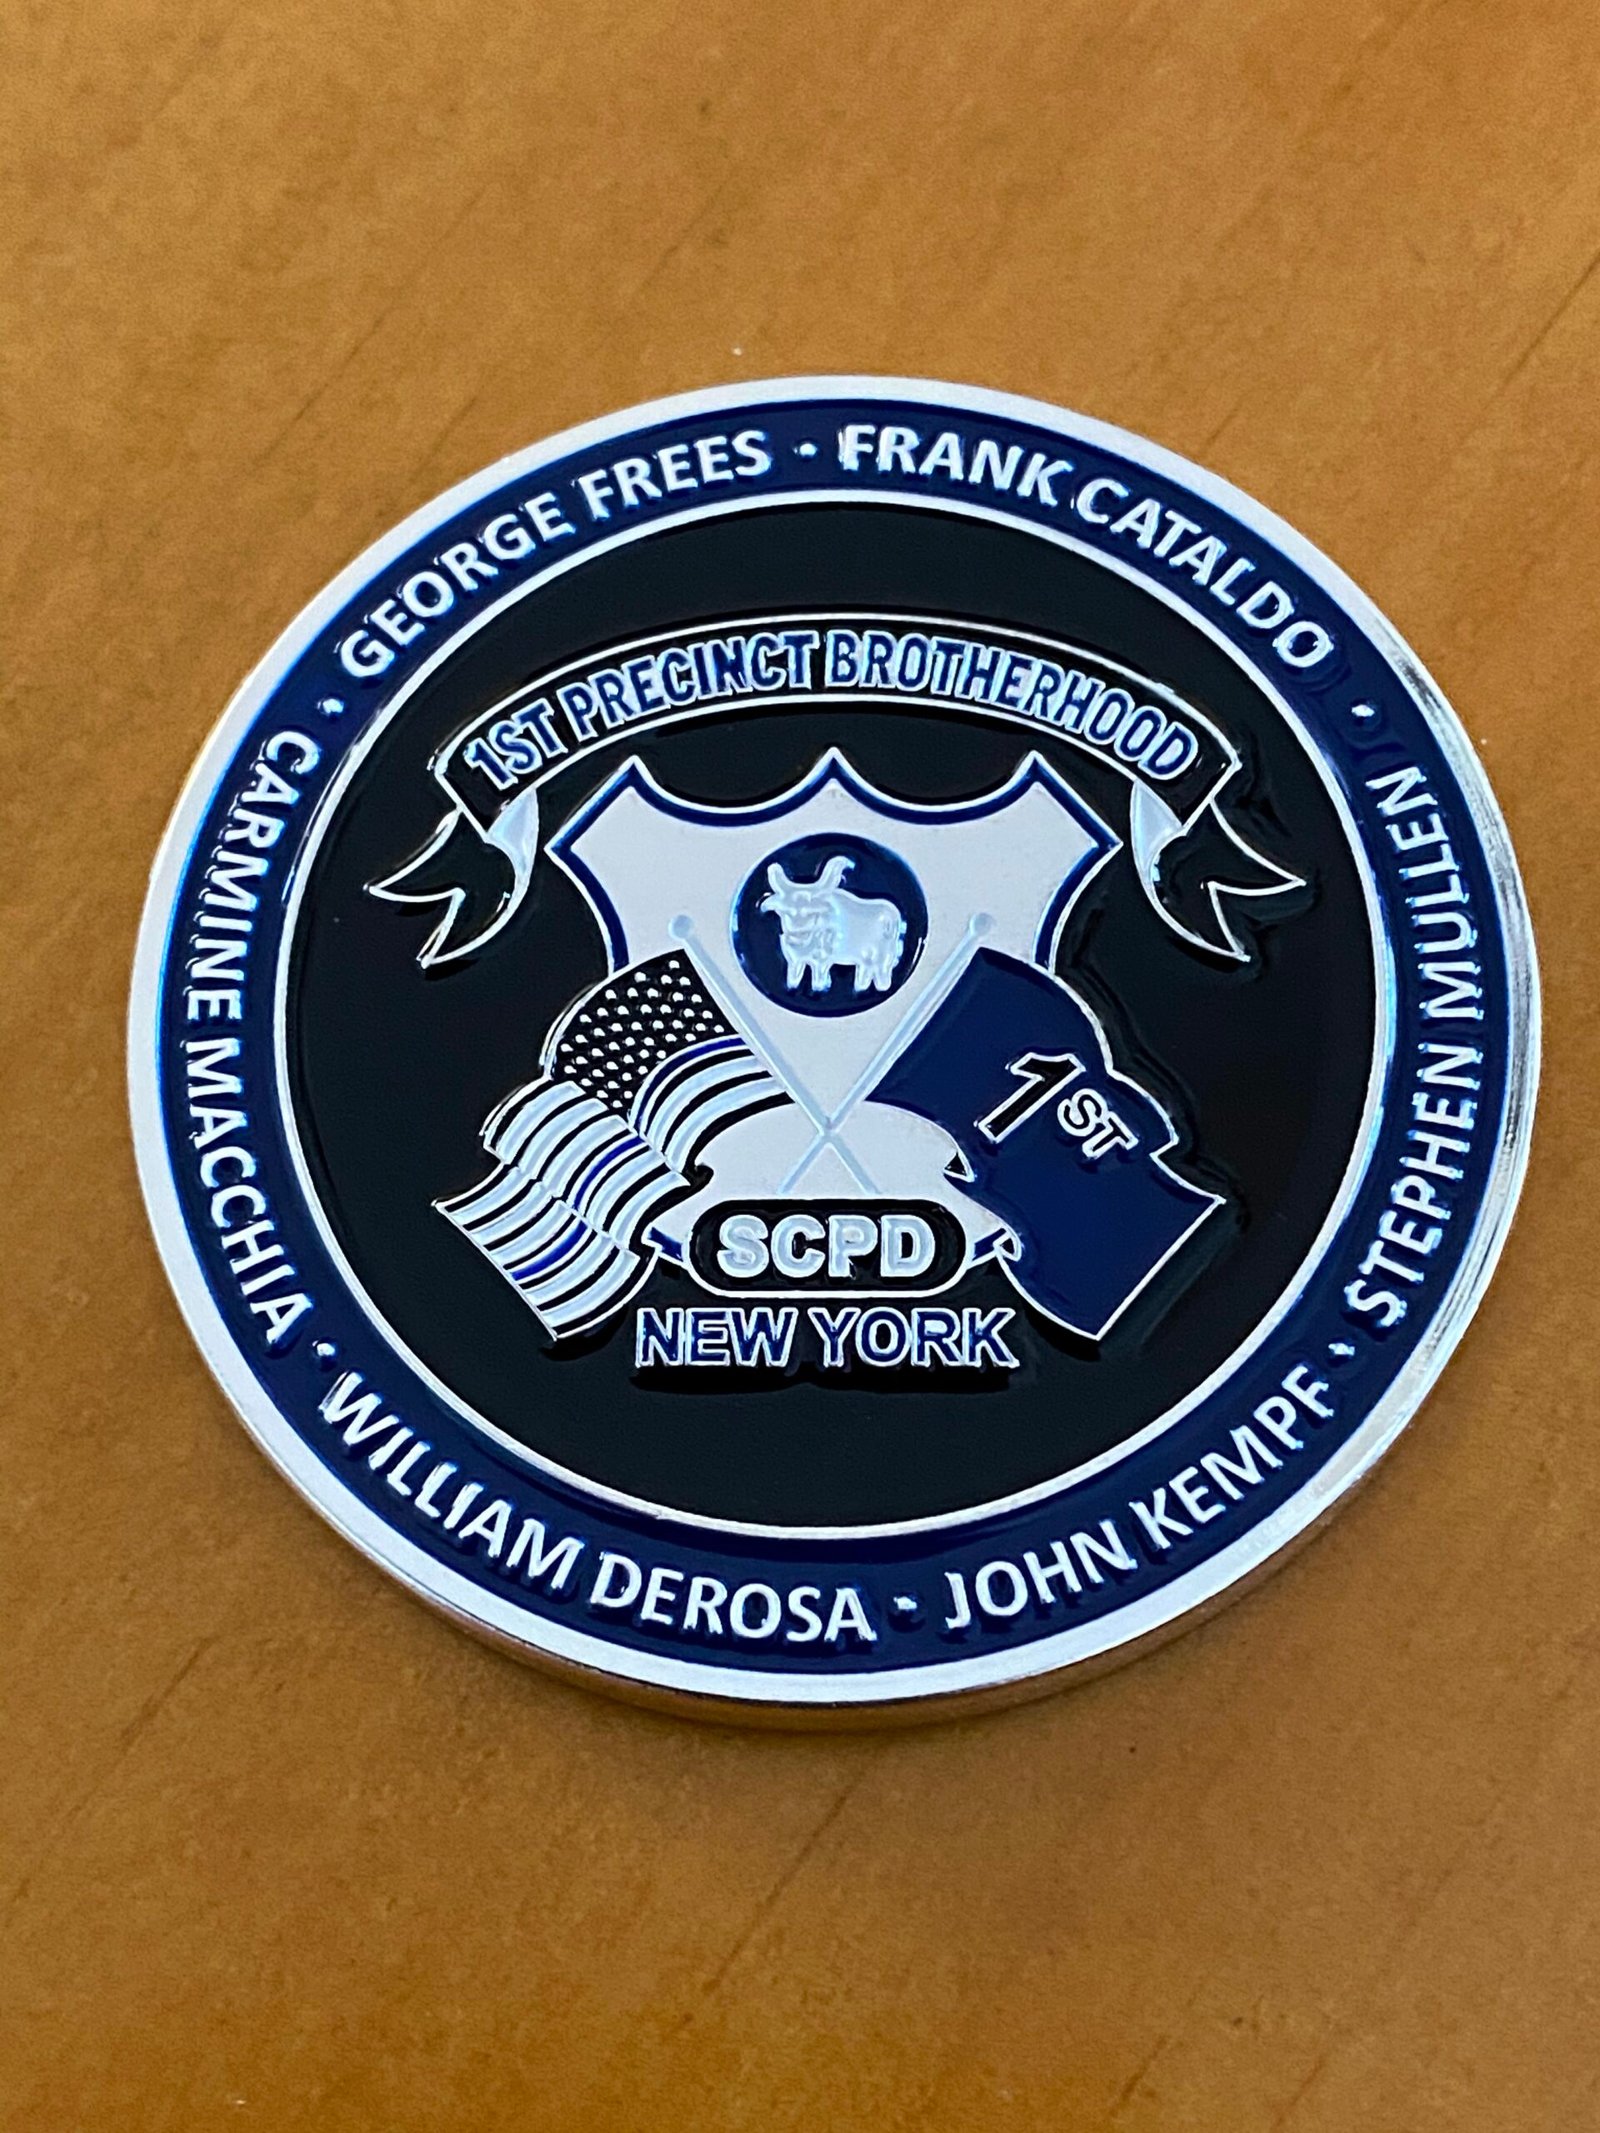 GEORGE FREES · FRANK CATALDO · STEPHEN MULLEN · JOHN KEMPF · WILLIAM DEROSA · CARMINE MACCHIA ·
1ST PRECINCT BROTHERHOOD
1ST
SCPD
NEW YORK